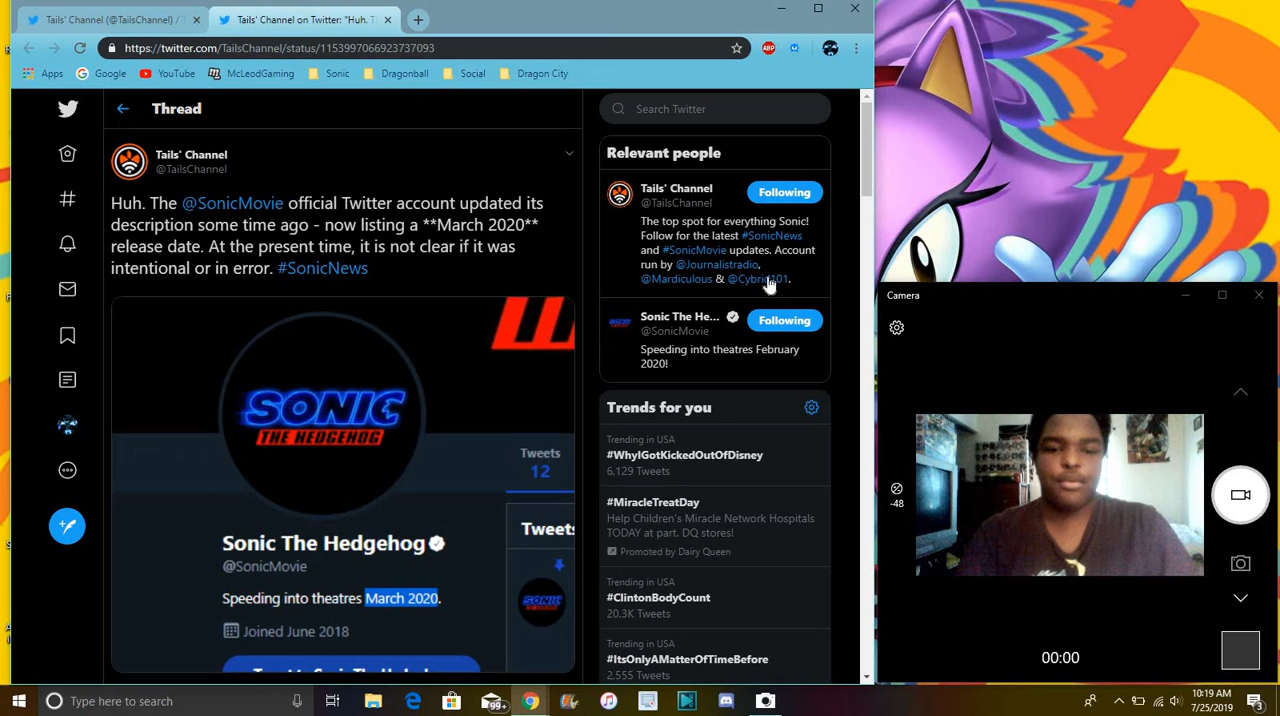 Tails' Channel (@TailsChannel) / T
Tails' Channel on Twitter: "Huh. T
https://twitter.com/TailsChannel/status/1153997066923737093
ABP
Apps
Google
YouTube
McLeodGaming
Sonic
Dragonball
Social
Dragon City
Thread
Search Twitter
Tails' Channel
@TailsChannel
Huh. The @SonicMovie official Twitter account updated its
description some time ago - now listing a **March 2020**
release date. At the present time, it is not clear if it was
intentional or in error. #SonicNews
SONIC
THE HEDGEHOG
Tweets
12
Sonic The Hedgehog
@SonicMovie
Speeding into theatres March 2020.
Joined June 2018
Tweets
Relevant people
Tails' Channel
Following
@TailsChannel
The top spot for everything Sonic!
Follow for the latest #SonicNews
and #SonicMovie updates. Account
run by @Journalistradio,
@Mardiculous & @Cybrid101.
Sonic The He...
Following
@SonicMovie
Speeding into theatres February
2020!
Trends for you
Trending in USA
#WhyIGotKickedOutOfDisney
6,129 Tweets
#MiracleTreatDay
Help Children's Miracle Network Hospitals
TODAY at part. DQ stores!
Promoted by Dairy Queen
Trending in USA
#ClintonBodyCount
20.3K Tweets
Trending in USA
#ItsOnlyAMatterOfTimeBefore
2,555 Tweets
Camera
-48
00:00
Type here to search
99+
10:19 AM
7/25/2019
3